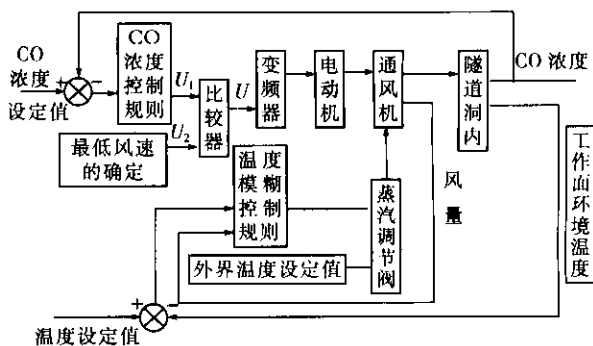 CO
浓度
设定值
+
−
CO
浓度
控制
规则
U1
比较器
U
变频器
电动机
通风机
隧道洞内
CO 浓度
最低风速
的确定
U2
温度
模糊
控制
规则
蒸汽调节阀
风量
工作面环境温度
外界温度设定值
+
−
温度设定值